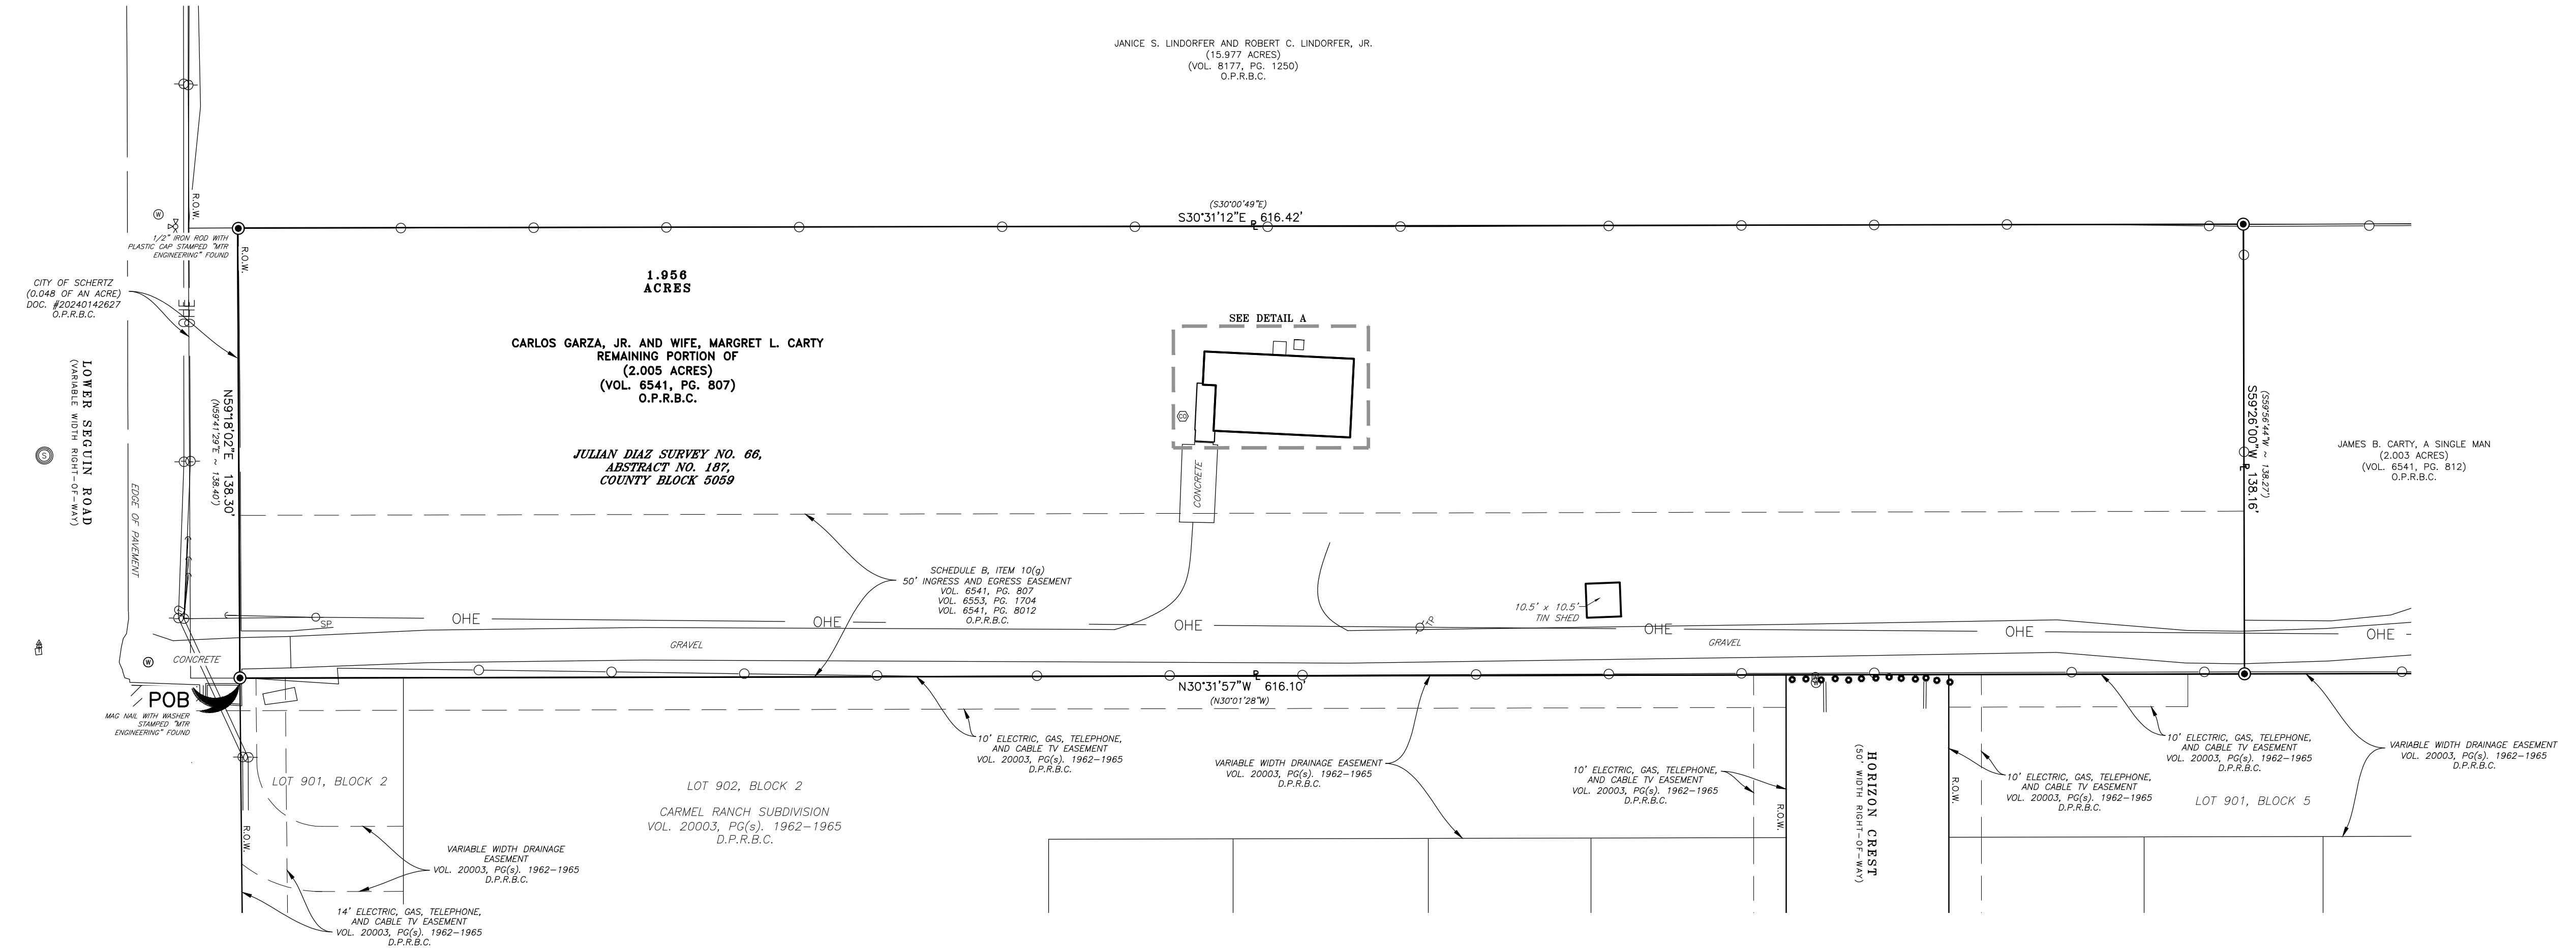 JANICE S. LINDORFER AND ROBERT C. LINDORFER, JR.
(15.977 ACRES)
(VOL. 8177, PG. 1250)
O.P.R.B.C.
R.O.W.
W
1/2" IRON ROD WITH
PLASTIC CAP STAMPED "MTR
ENGINEERING" FOUND
R.O.W.
(S30°00'49"E)
S30°31'12"E 616.42'
PL
CITY OF SCHERTZ
(0.048 OF AN ACRE)
DOC. #20240142627
O.P.R.B.C.
1.956
ACRES
CARLOS GARZA, JR. AND WIFE, MARGRET L. CARTY
REMAINING PORTION OF
(2.005 ACRES)
(VOL. 6541, PG. 807)
O.P.R.B.C.
JULIAN DIAZ SURVEY NO. 66,
ABSTRACT NO. 187,
COUNTY BLOCK 5059
SEE DETAIL A
CO
CONCRETE
LOWER SEGUIN ROAD
(VARIABLE WIDTH RIGHT-OF-WAY)
S
EDGE OF PAVEMENT
N59°18'02"E 138.30'
(N59°41'29"E ~ 138.40')
S59°26'00"W 138.16'
(S59°56'44"W ~ 138.27')
PL
JAMES B. CARTY, A SINGLE MAN
(2.003 ACRES)
(VOL. 6541, PG. 812)
O.P.R.B.C.
SCHEDULE B, ITEM 10(g)
50' INGRESS AND EGRESS EASEMENT
VOL. 6541, PG. 807
VOL. 6553, PG. 1704
VOL. 6541, PG. 8012
O.P.R.B.C.
10.5' x 10.5'
TIN SHED
SP
OHE
OHE
OHE
TP
OHE
OHE
OHE
GRAVEL
GRAVEL
W
CONCRETE
POB
MAG NAIL WITH WASHER
STAMPED "MTR
ENGINEERING" FOUND
PL
N30°31'57"W 616.10'
(N30°01'28"W)
10' ELECTRIC, GAS, TELEPHONE,
AND CABLE TV EASEMENT
VOL. 20003, PG(s). 1962-1965
D.P.R.B.C.
VARIABLE WIDTH DRAINAGE EASEMENT
VOL. 20003, PG(s). 1962-1965
D.P.R.B.C.
10' ELECTRIC, GAS, TELEPHONE,
AND CABLE TV EASEMENT
VOL. 20003, PG(s). 1962-1965
D.P.R.B.C.
R.O.W.
HORIZON CREST
(50' WIDTH RIGHT-OF-WAY)
R.O.W.
10' ELECTRIC, GAS, TELEPHONE,
AND CABLE TV EASEMENT
VOL. 20003, PG(s). 1962-1965
D.P.R.B.C.
10' ELECTRIC, GAS, TELEPHONE,
AND CABLE TV EASEMENT
VOL. 20003, PG(s). 1962-1965
D.P.R.B.C.
VARIABLE WIDTH DRAINAGE EASEMENT
VOL. 20003, PG(s). 1962-1965
D.P.R.B.C.
LOT 901, BLOCK 5
LOT 901, BLOCK 2
LOT 902, BLOCK 2
CARMEL RANCH SUBDIVISION
VOL. 20003, PG(s). 1962-1965
D.P.R.B.C.
R.O.W.
VARIABLE WIDTH DRAINAGE
EASEMENT
VOL. 20003, PG(s). 1962-1965
D.P.R.B.C.
14' ELECTRIC, GAS, TELEPHONE,
AND CABLE TV EASEMENT
VOL. 20003, PG(s). 1962-1965
D.P.R.B.C.